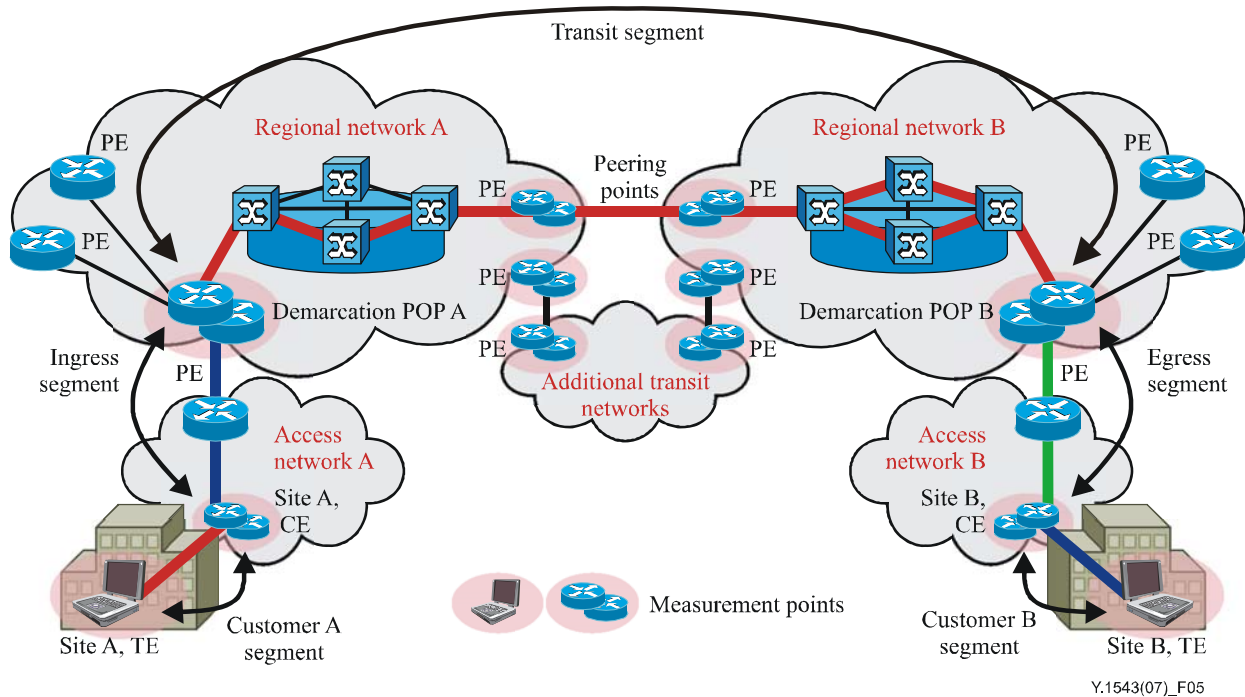 Transit segment
Regional network A
Regional network B
PE
PE
Peering
points
PE
PE
PE
PE
PE
PE
PE
Demarcation POP A
Demarcation POP B
PE
PE
Ingress
segment
PE
Additional transit
networks
PE
Egress
segment
Access
network A
Access
network B
Site A,
CE
Site B,
CE
Measurement points
Customer A
segment
Customer B
segment
Site A, TE
Site B, TE
Y.1543(07)_F05